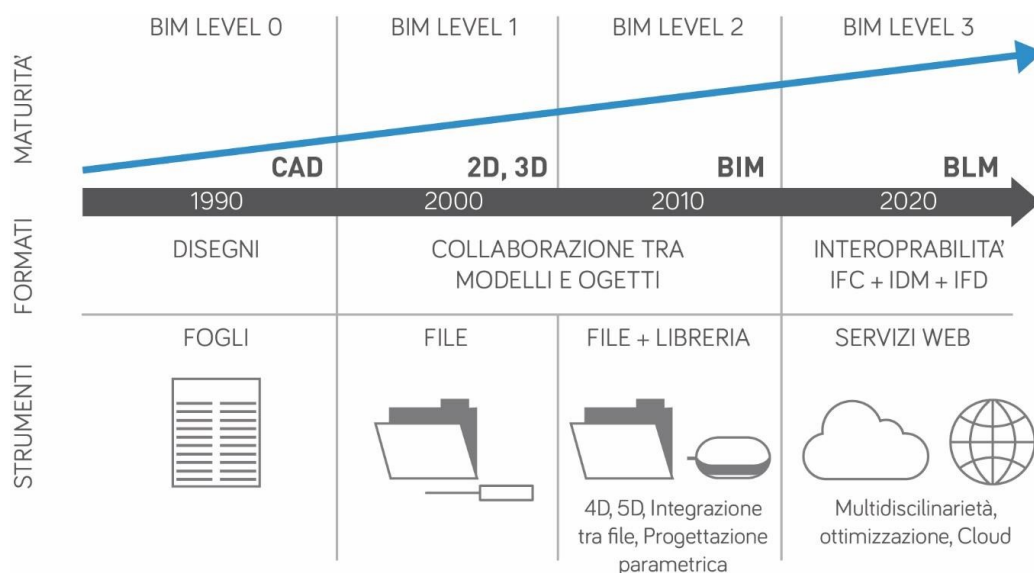 BIM LEVEL 0
BIM LEVEL 1
BIM LEVEL 2
BIM LEVEL 3
MATURITA'
CAD
2D, 3D
BIM
BLM
1990
2000
2010
2020
FORMATI
DISEGNI
COLLABORAZIONE TRA
MODELLI E OGETTI
INTEROPRABILITA'
IFC + IDM + IFD
STRUMENTI
FOGLI
FILE
FILE + LIBRERIA
SERVIZI WEB
4D, 5D, Integrazione
tra file, Progettazione
parametrica
Multidiscilinarietà,
ottimizzazione, Cloud